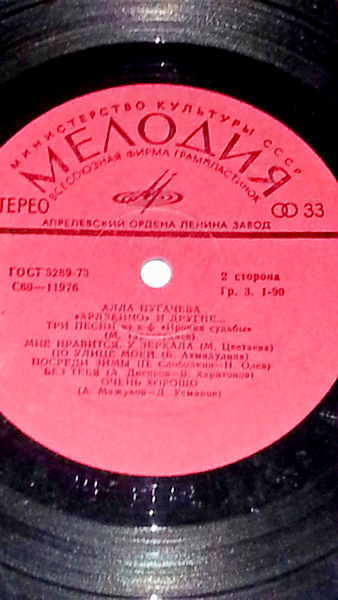 МИНИСТЕРСТВО КУЛЬТУРЫ СССР
МЕЛОДИЯ
ВСЕСОЮЗНАЯ ФИРМА ГРАМПЛАСТИНОК
ТЕРЕО 33
АПРЕЛЕВСКИЙ ОРДЕНА ЛЕНИНА ЗАВОД
ГОСТ 5289-73 2 сторона
С60—11976 Гр. 3. 1-90
АЛЛА ПУГАЧЕВА
«АРЛЕКИНО» И ДРУГИЕ...
ТРИ ПЕСНИ из к-ф «Ирония судьбы»
(М.
МНЕ НРАВИТСЯ, У ЗЕРКАЛА (М. Цветаева)
ПО УЛИЦЕ МОЕЙ (Б. Ахмадулина)
ПОСРЕДИ ЗИМЫ (П. Слободкин—Н. Олев)
БЕЗ ТЕБЯ (А. Днепров—В. Харитонов)
ОЧЕНЬ ХОРОШО
(А. Мажуков—Д. Усманов)